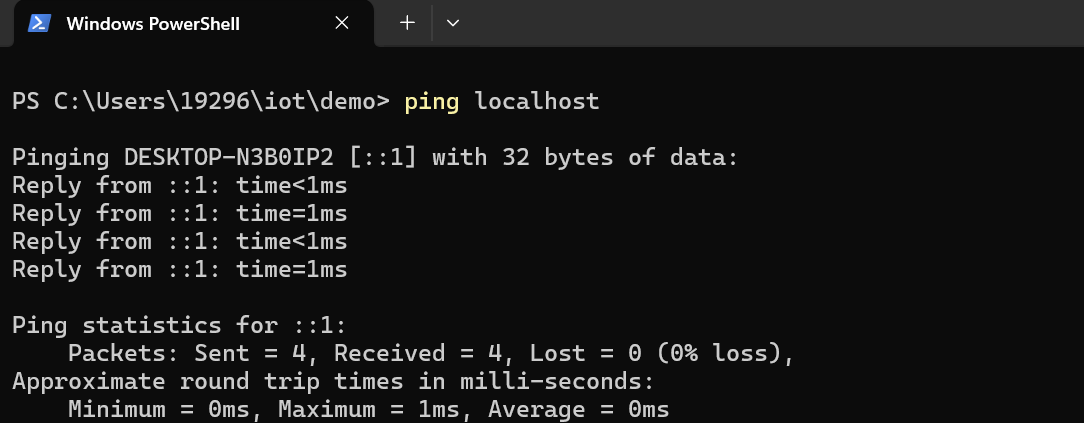 Windows PowerShell
PS C:\Users\19296\iot\demo> ping localhost
Pinging DESKTOP-N3B0IP2 [::1] with 32 bytes of data:
Reply from ::1: time<1ms
Reply from ::1: time=1ms
Reply from ::1: time<1ms
Reply from ::1: time=1ms
Ping statistics for ::1:
    Packets: Sent = 4, Received = 4, Lost = 0 (0% loss),
Approximate round trip times in milli-seconds:
    Minimum = 0ms, Maximum = 1ms, Average = 0ms